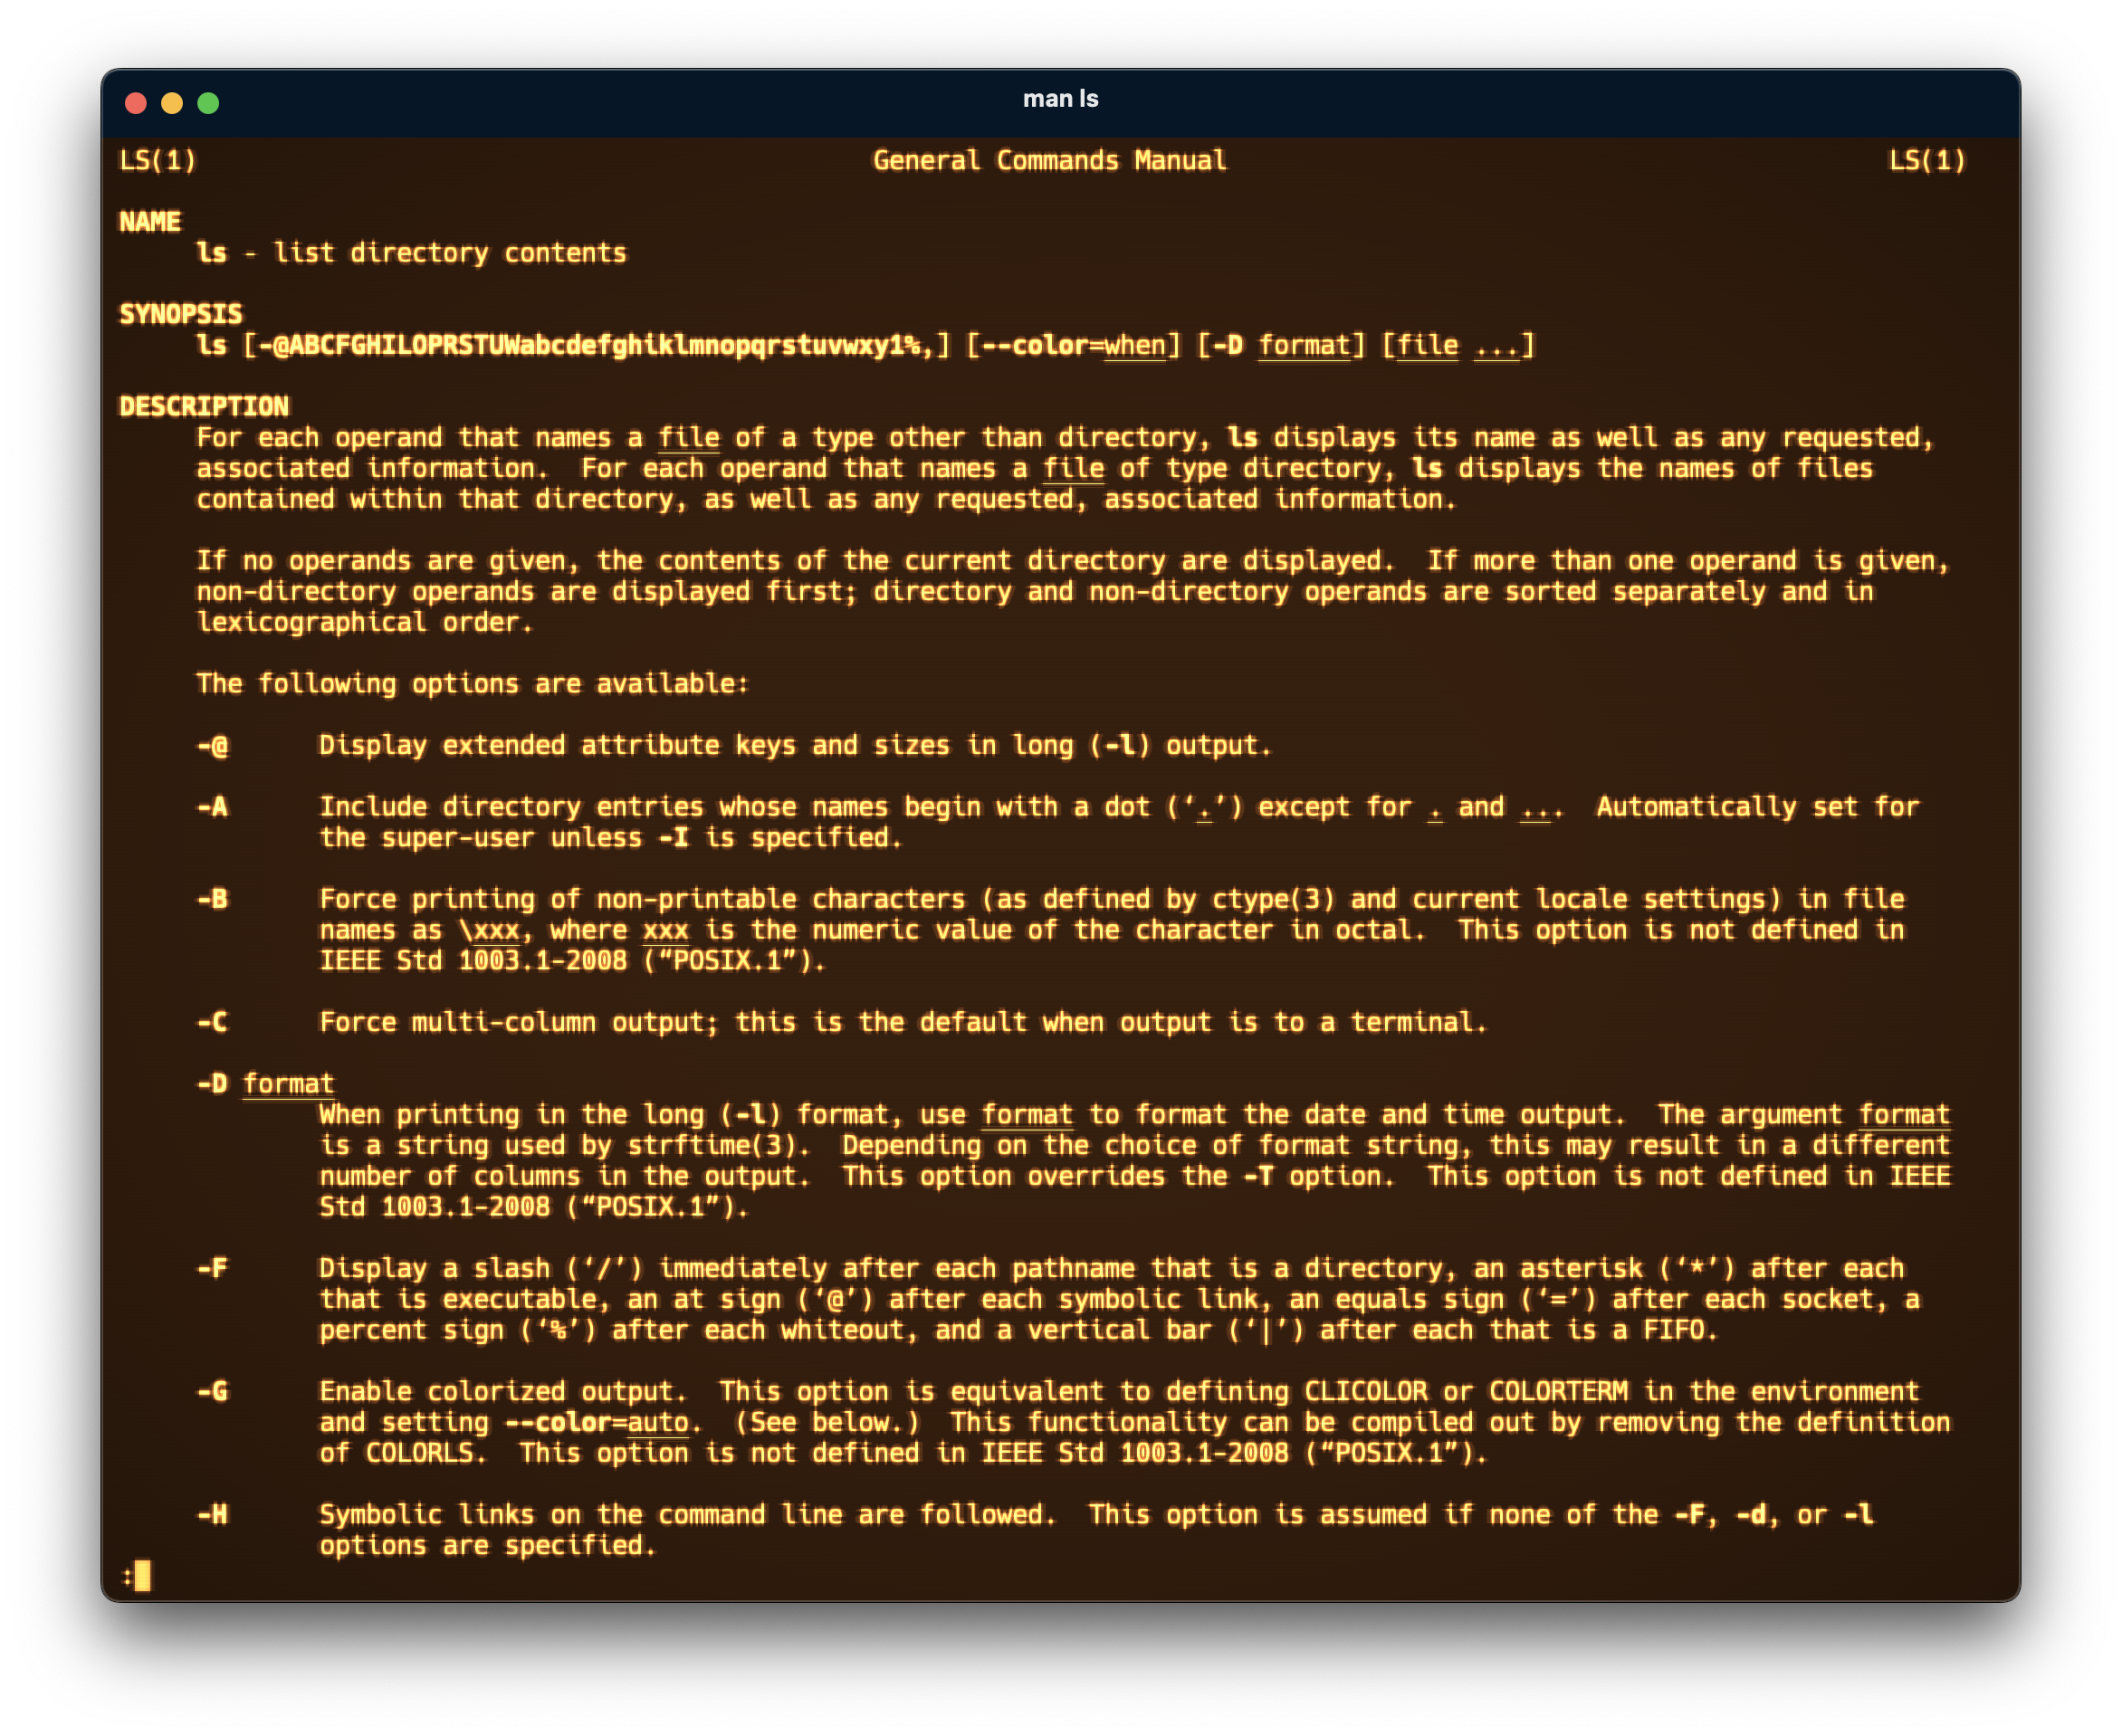 man ls
LS(1) General Commands Manual LS(1)
NAME
ls - list directory contents
SYNOPSIS
ls [-@ABCFGHILOPRSTUWabcdefghiklmnopqrstuvwxy1%,] [--color=when] [-D format] [file ...]
DESCRIPTION
For each operand that names a file of a type other than directory, ls displays its name as well as any requested,
associated information.  For each operand that names a file of type directory, ls displays the names of files
contained within that directory, as well as any requested, associated information.
If no operands are given, the contents of the current directory are displayed.  If more than one operand is given,
non-directory operands are displayed first; directory and non-directory operands are sorted separately and in
lexicographical order.
The following options are available:
-@ Display extended attribute keys and sizes in long (-l) output.
-A Include directory entries whose names begin with a dot (‘.’) except for . and ...  Automatically set for
the super-user unless -I is specified.
-B Force printing of non-printable characters (as defined by ctype(3) and current locale settings) in file
names as \xxx, where xxx is the numeric value of the character in octal.  This option is not defined in
IEEE Std 1003.1-2008 (“POSIX.1”).
-C Force multi-column output; this is the default when output is to a terminal.
-D format
When printing in the long (-l) format, use format to format the date and time output.  The argument format
is a string used by strftime(3).  Depending on the choice of format string, this may result in a different
number of columns in the output.  This option overrides the -T option.  This option is not defined in IEEE
Std 1003.1-2008 (“POSIX.1”).
-F Display a slash (‘/’) immediately after each pathname that is a directory, an asterisk (‘*’) after each
that is executable, an at sign (‘@’) after each symbolic link, an equals sign (‘=’) after each socket, a
percent sign (‘%’) after each whiteout, and a vertical bar (‘|’) after each that is a FIFO.
-G Enable colorized output.  This option is equivalent to defining CLICOLOR or COLORTERM in the environment
and setting --color=auto.  (See below.)  This functionality can be compiled out by removing the definition
of COLORLS.  This option is not defined in IEEE Std 1003.1-2008 (“POSIX.1”).
-H Symbolic links on the command line are followed.  This option is assumed if none of the -F, -d, or -l
options are specified.
: